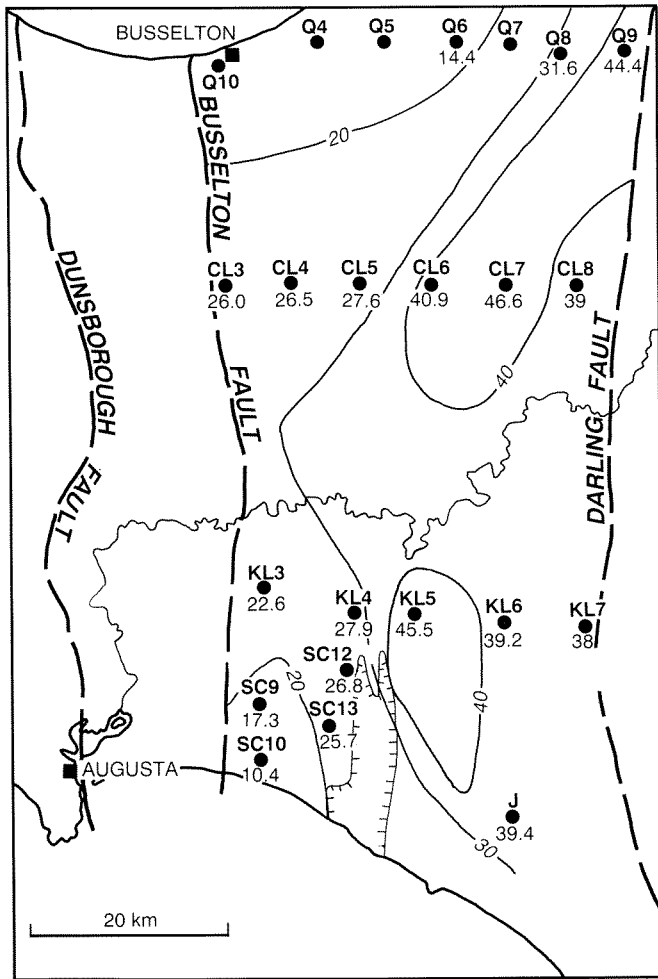 BUSSELTON
Q4 Q5 Q6 Q7 Q8 Q9
14.4 31.6 44.4
Q10
20
BUSSELTON FAULT
DUNSBOROUGH FAULT
DARLING FAULT
CL3 CL4 CL5 CL6 CL7 CL8
26.0 26.5 27.6 40.9 46.6 39
40
KL3
22.6
KL4 KL5 KL6 KL7
27.9 45.5 39.2 38
SC12
26.8
20
SC9
17.3
40
SC13
25.7
SC10
10.4
AUGUSTA
J
39.4
30
20 km